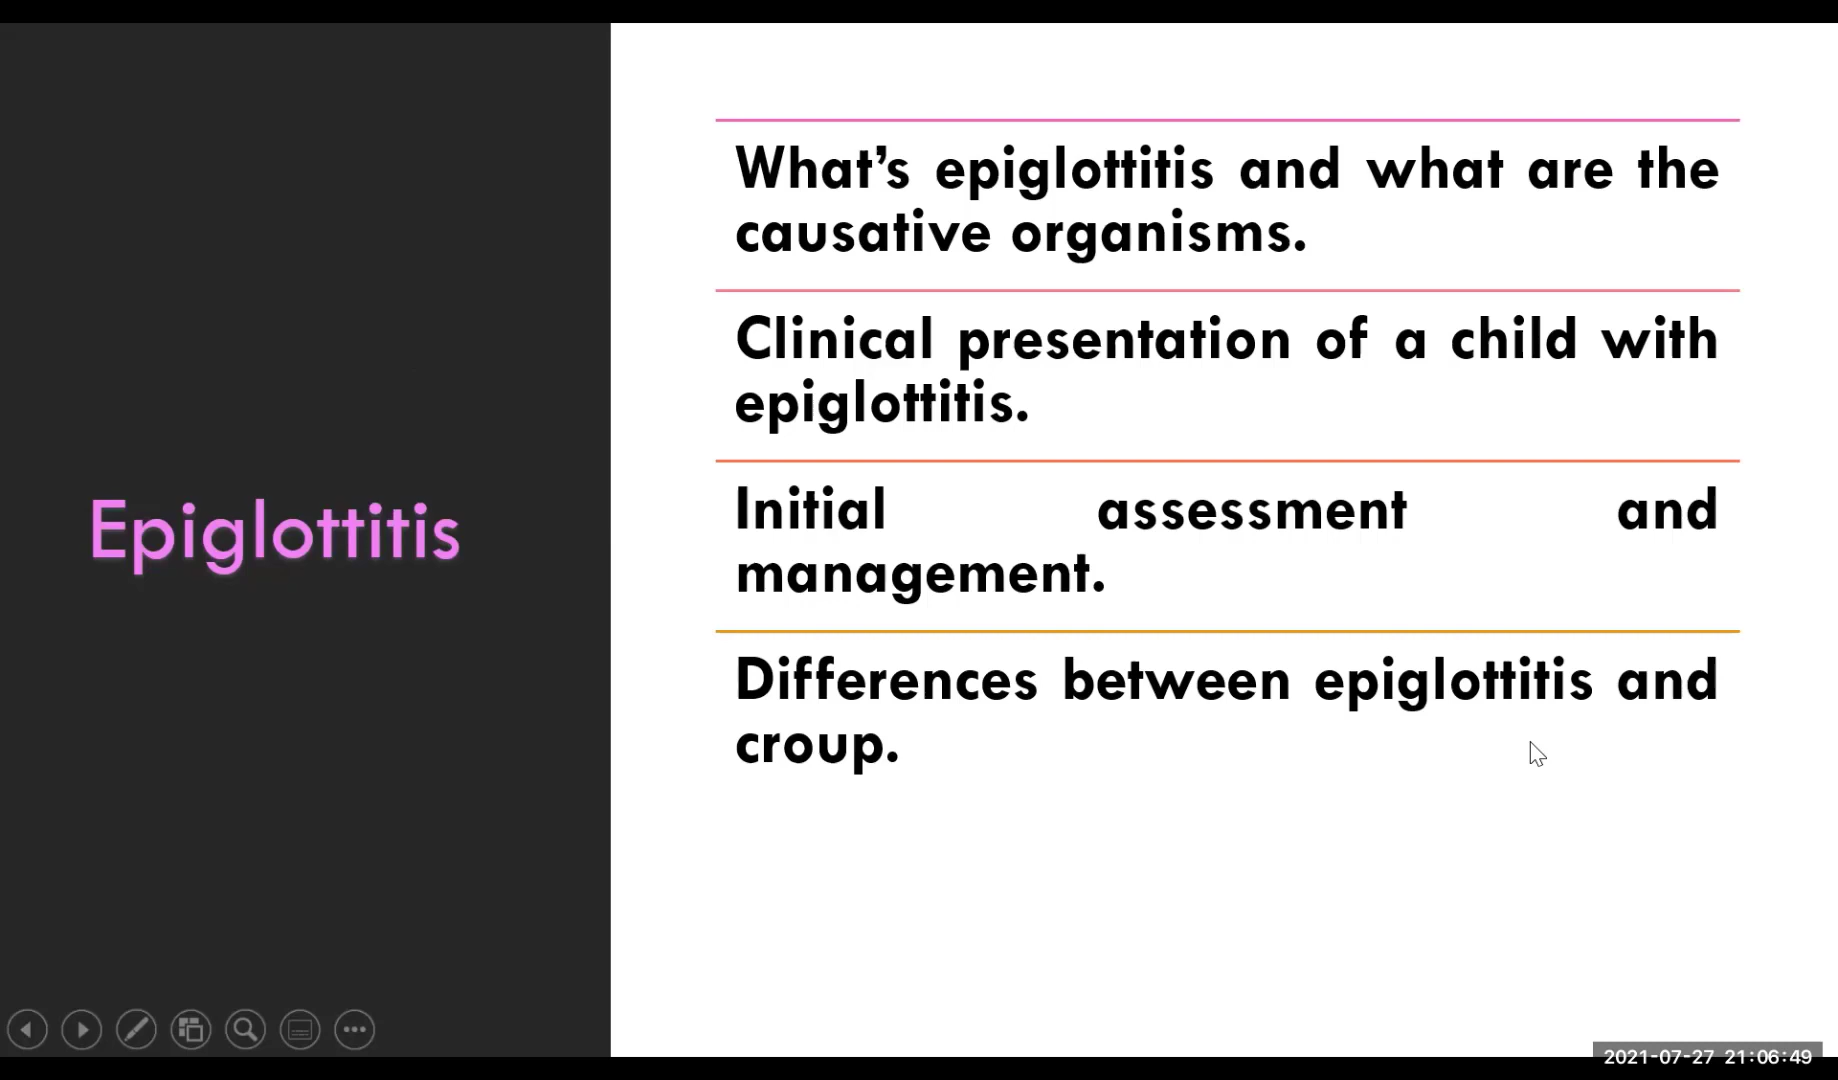 Epiglottitis
What’s epiglottitis and what are the
causative organisms.
Clinical presentation of a child with
epiglottitis.
Initial assessment and
management.
Differences between epiglottitis and
croup.
2021-07-27 21:06:49